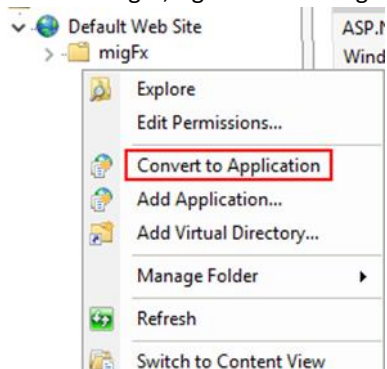 Default Web Site
ASP.N
migFx
Wind
Explore
Edit Permissions...
Convert to Application
Add Application...
Add Virtual Directory...
Manage Folder
Refresh
Switch to Content View